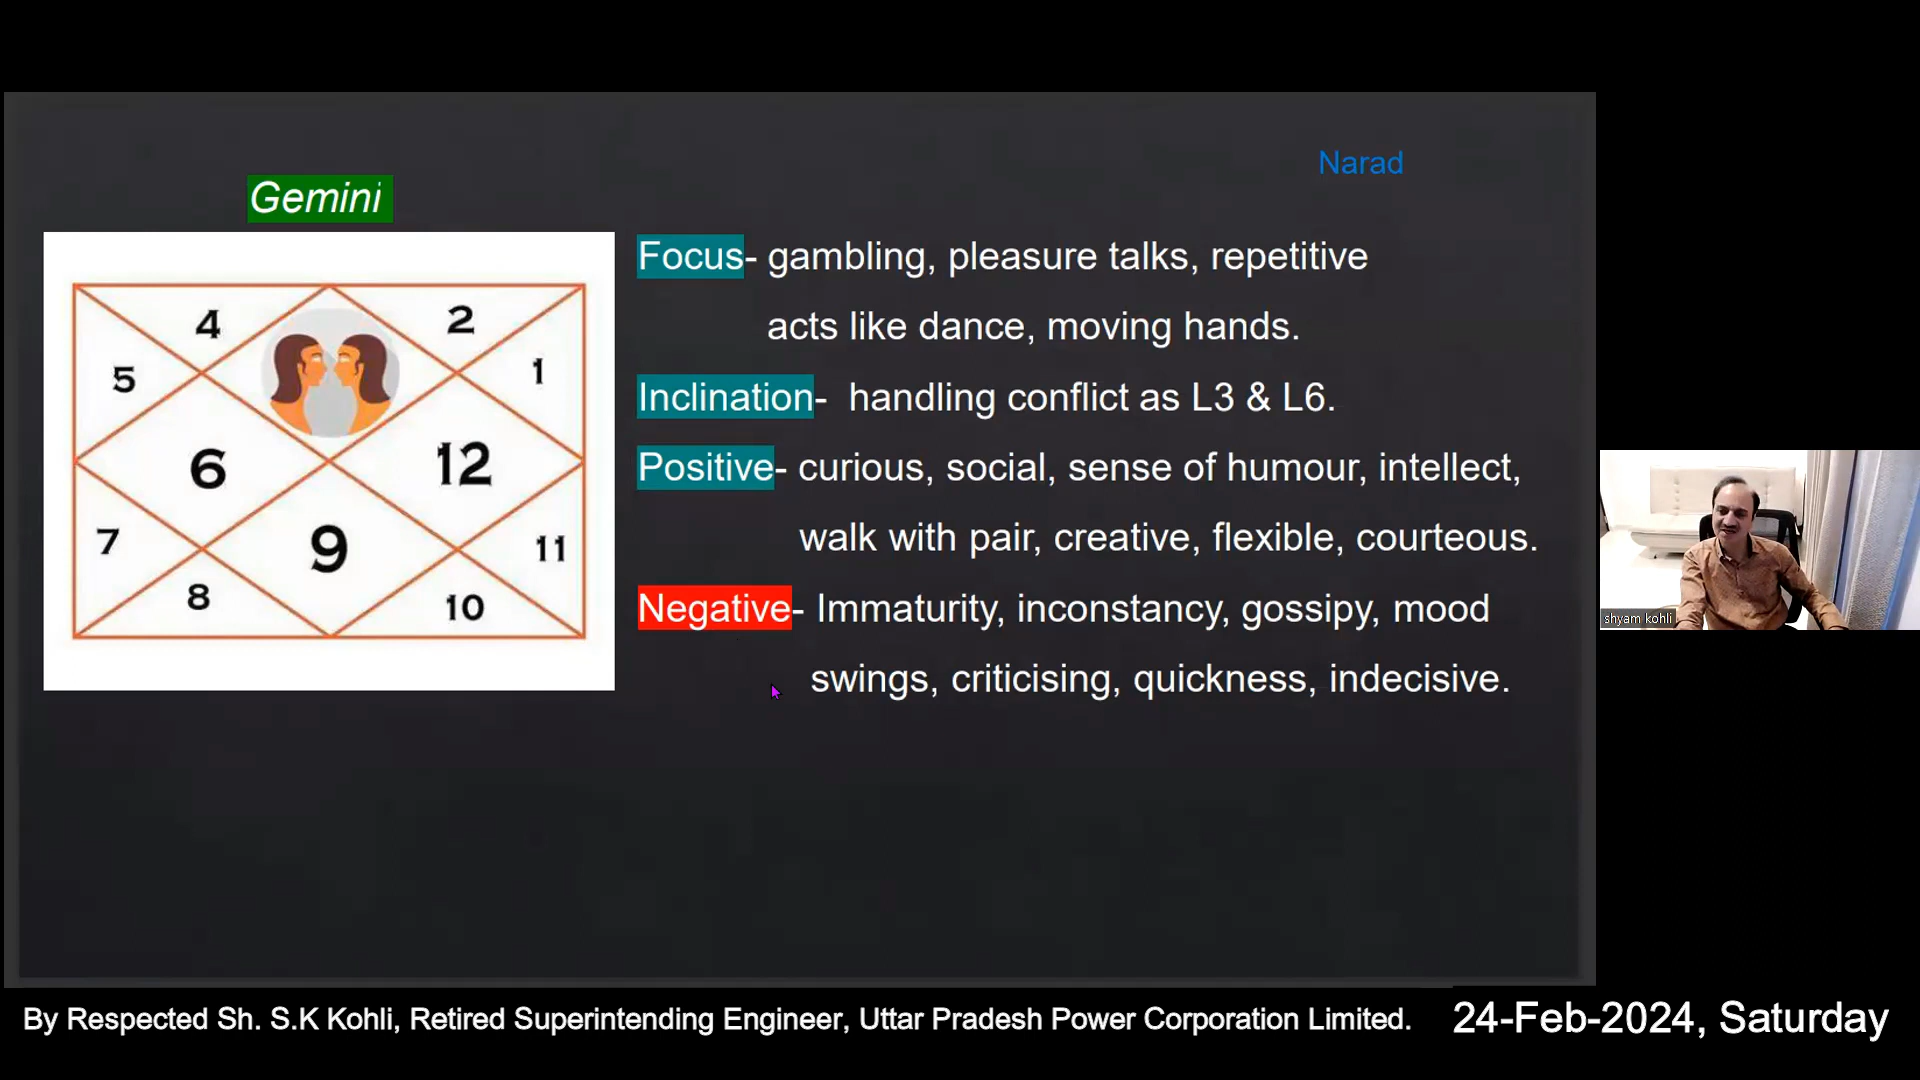 Narad
Gemini
4
2
5
1
6
12
7
9
11
8
10
Focus- gambling, pleasure talks, repetitive
acts like dance, moving hands.
Inclination- handling conflict as L3 & L6.
Positive- curious, social, sense of humour, intellect,
walk with pair, creative, flexible, courteous.
Negative- Immaturity, inconstancy, gossipy, mood
swings, criticising, quickness, indecisive.
shyam kohli
By Respected Sh. S.K Kohli, Retired Superintending Engineer, Uttar Pradesh Power Corporation Limited.
24-Feb-2024, Saturday